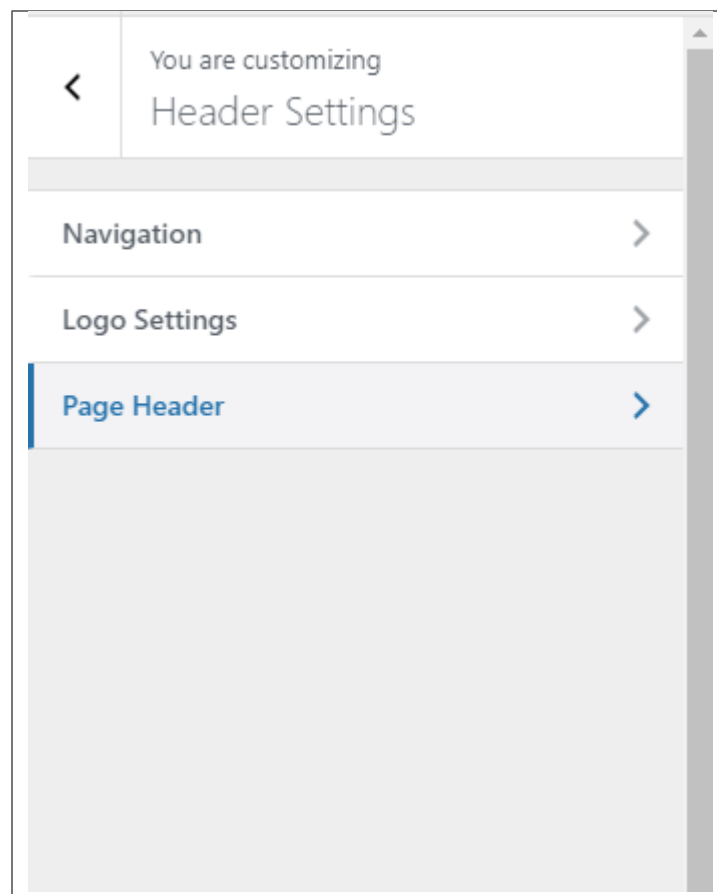 You are customizing
Header Settings
Navigation
Logo Settings
Page Header